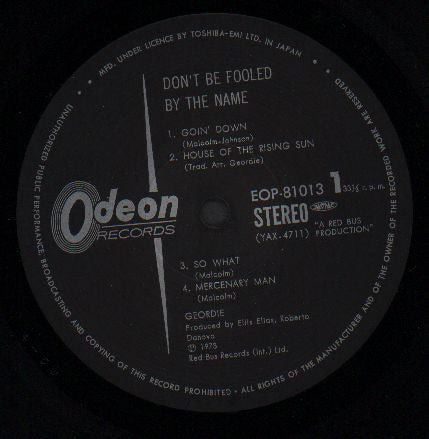 • MFD. UNDER LICENCE BY TOSHIBA-EMI LTD. IN JAPAN •
DON'T BE FOOLED
BY THE NAME
1. GOIN' DOWN
(Malcolm-Johnson)
2. HOUSE OF THE RISING SUN
(Trad. Arr. Geordie)
EOP-81013 1 33⅓ r. p. m.
Odeon
RECORDS
STEREO
(YAX-4711) "A RED BUS
PRODUCTION"
3. SO WHAT
(Malcolm)
4. MERCENARY MAN
(Malcolm)
GEORDIE
Produced by Ellis Elias, Roberto
Danova
Ⓟ 1975
Red Bus Records (Int.) Ltd.
UNAUTHORIZED PUBLIC PERFORMANCE, BROADCASTING AND COPYING OF THIS RECORD PROHIBITED • ALL RIGHTS OF THE MANUFACTURER AND OF THE OWNER OF THE RECORDED WORK ARE RESERVED